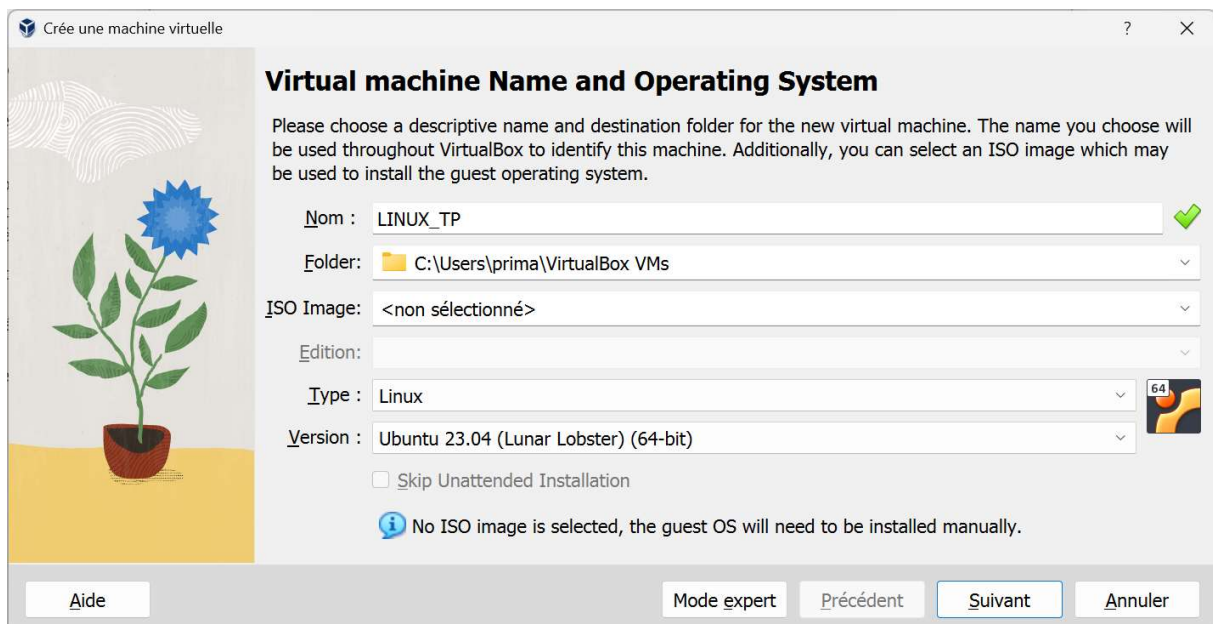 Crée une machine virtuelle
?
Virtual machine Name and Operating System
Please choose a descriptive name and destination folder for the new virtual machine. The name you choose will
be used throughout VirtualBox to identify this machine. Additionally, you can select an ISO image which may
be used to install the guest operating system.
Nom : LINUX_TP
Folder: C:\Users\prima\VirtualBox VMs
ISO Image: <non sélectionné>
Edition:
Type : Linux
64
Version : Ubuntu 23.04 (Lunar Lobster) (64-bit)
Skip Unattended Installation
No ISO image is selected, the guest OS will need to be installed manually.
Aide Mode expert Précédent Suivant Annuler